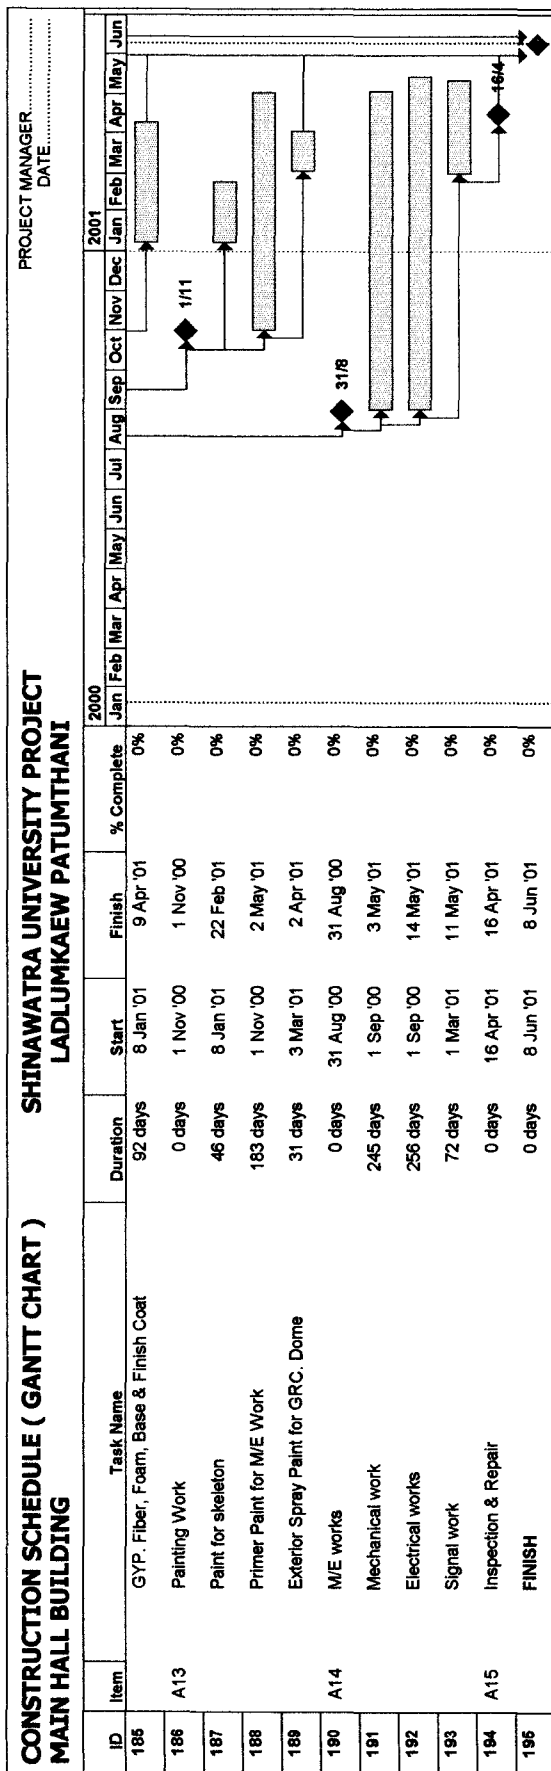 CONSTRUCTION SCHEDULE ( GANTT CHART ) SHINAWATRA UNIVERSITY PROJECT PROJECT MANAGER....................
MAIN HALL BUILDING LADLUMKAEW PATUMTHANI DATE....................
2000 2001
ID Item Task Name Duration Start Finish % Complete Jan Feb Mar Apr May Jun Jul Aug Sep Oct Nov Dec Jan Feb Mar Apr May Jun
185 GYP. Fiber, Foam, Base & Finish Coat 92 days 8 Jan '01 9 Apr '01 0%
186 A13 Painting Work 0 days 1 Nov '00 1 Nov '00 0% 1/11
187 Paint for skeleton 46 days 8 Jan '01 22 Feb '01 0%
188 Primer Paint for M/E Work 183 days 1 Nov '00 2 May '01 0%
189 Exterior Spray Paint for GRC. Dome 31 days 3 Mar '01 2 Apr '01 0%
190 A14 M/E works 0 days 31 Aug '00 31 Aug '00 0% 31/8
191 Mechanical work 245 days 1 Sep '00 3 May '01 0%
192 Electrical works 256 days 1 Sep '00 14 May '01 0%
193 Signal work 72 days 1 Mar '01 11 May '01 0%
194 A15 Inspection & Repair 0 days 16 Apr '01 16 Apr '01 0% 16/4
195 FINISH 0 days 8 Jun '01 8 Jun '01 0%